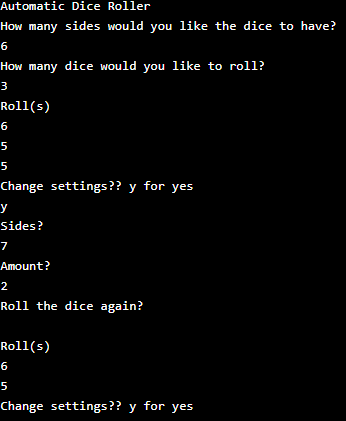 Automatic Dice Roller
How many sides would you like the dice to have?
6
How many dice would you like to roll?
3
Roll(s)
6
5
5
Change settings?? y for yes
y
Sides?
7
Amount?
2
Roll the dice again?

Roll(s)
6
5
Change settings?? y for yes